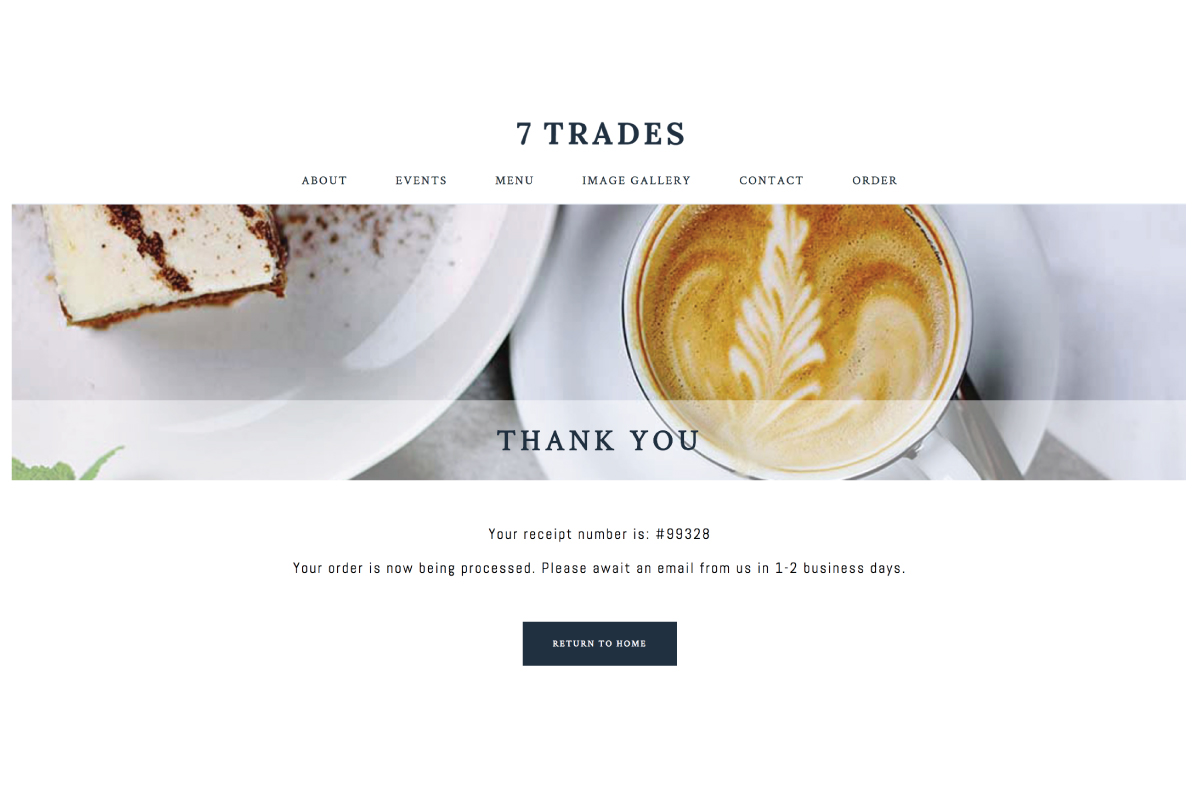 7 TRADES
ABOUT EVENTS MENU IMAGE GALLERY CONTACT ORDER
THANK YOU
Your receipt number is: #99328
Your order is now being processed. Please await an email from us in 1-2 business days.
RETURN TO HOME